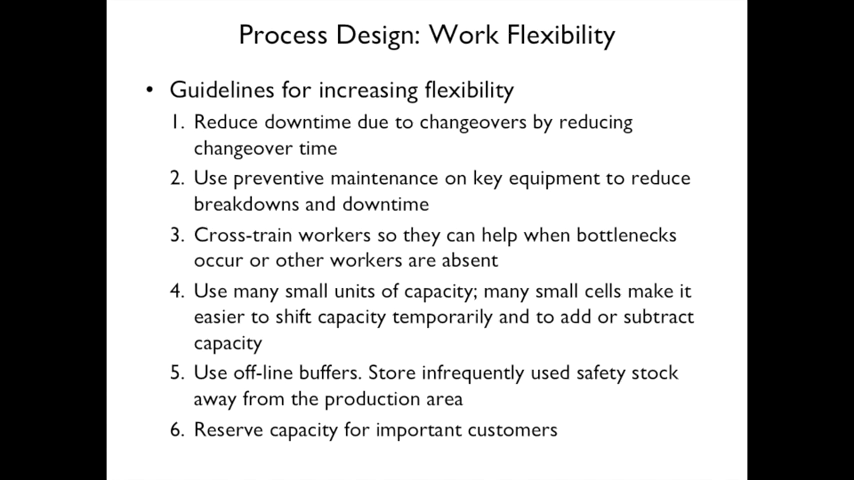 Process Design: Work Flexibility
• Guidelines for increasing flexibility
1. Reduce downtime due to changeovers by reducing
changeover time
2. Use preventive maintenance on key equipment to reduce
breakdowns and downtime
3. Cross-train workers so they can help when bottlenecks
occur or other workers are absent
4. Use many small units of capacity; many small cells make it
easier to shift capacity temporarily and to add or subtract
capacity
5. Use off-line buffers. Store infrequently used safety stock
away from the production area
6. Reserve capacity for important customers